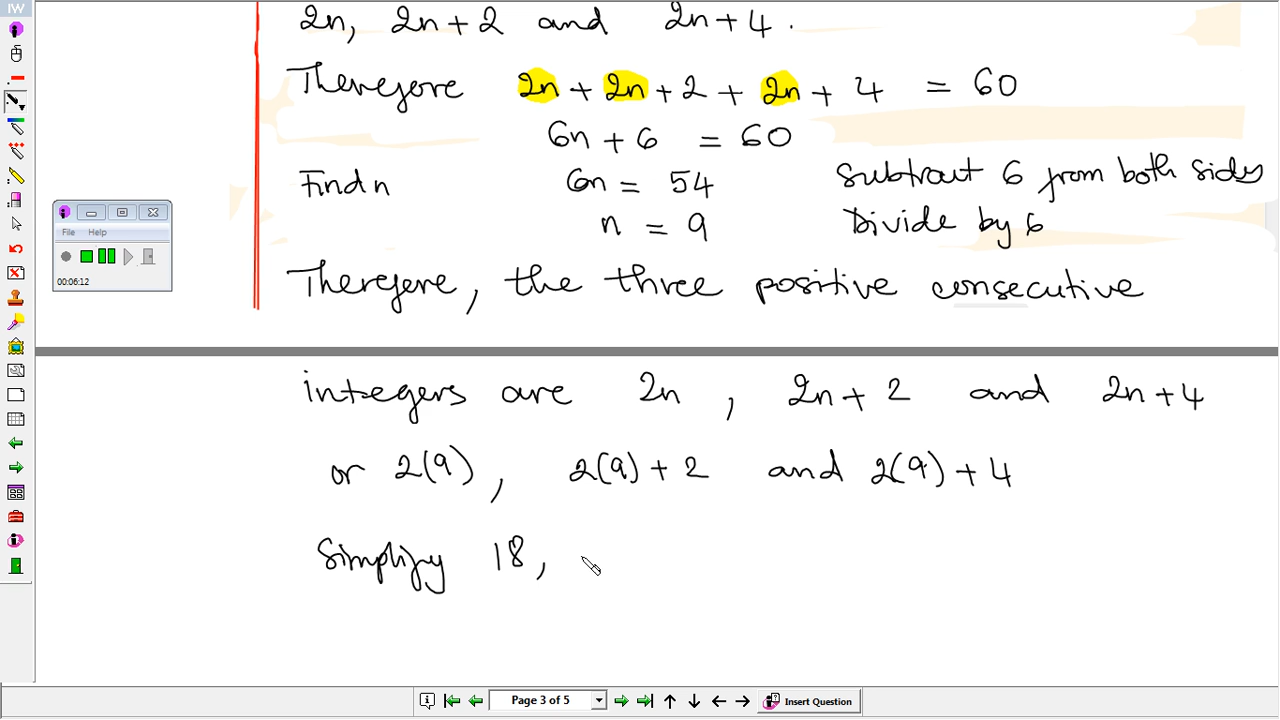 IW
2n, 2n+2 and 2n+4.
Therefore 2n + 2n + 2 + 2n + 4 = 60
6n + 6 = 60
Find n 6n = 54 Subtract 6 from both sides
n = 9 Divide by 6
File Help
00:06:12
Therefore, the three positive consecutive
integers are 2n, 2n+2 and 2n+4
or 2(9), 2(9)+2 and 2(9)+4
Simplify 18,
Page 3 of 5 Insert Question